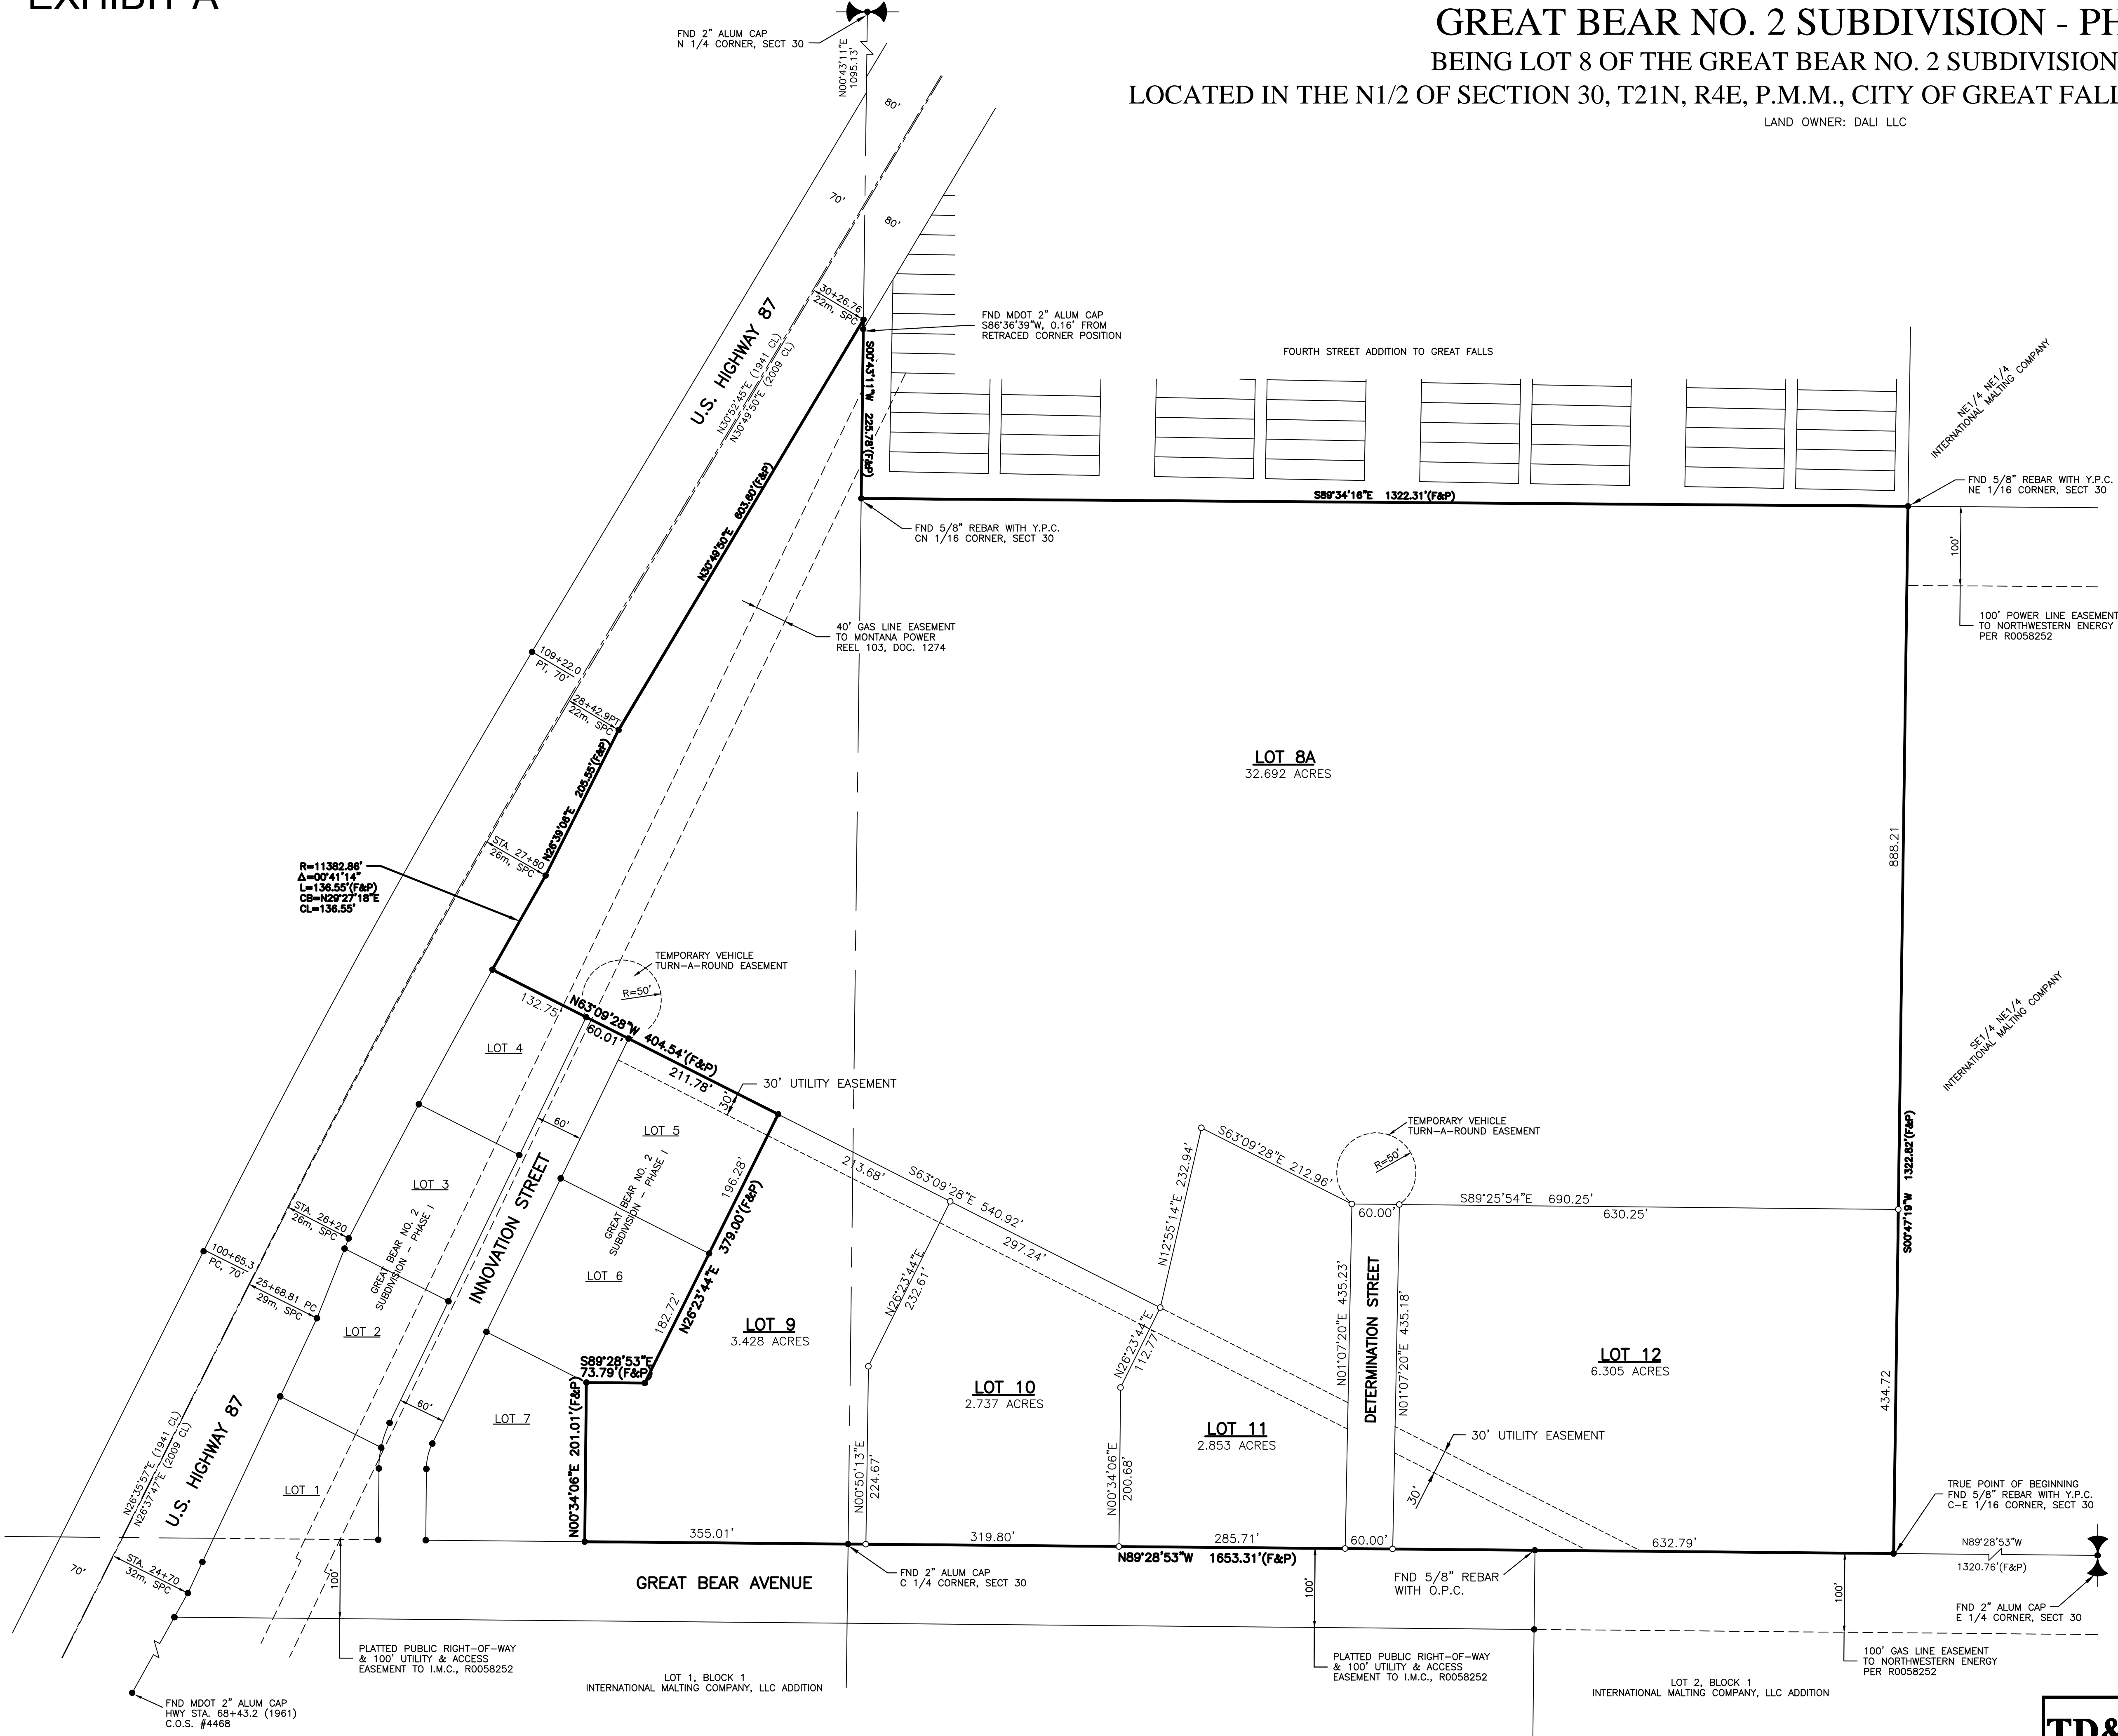 EXHIBIT A
GREAT BEAR NO. 2 SUBDIVISION - PH
BEING LOT 8 OF THE GREAT BEAR NO. 2 SUBDIVISION
LOCATED IN THE N1/2 OF SECTION 30, T21N, R4E, P.M.M., CITY OF GREAT FALL
LAND OWNER: DALI LLC
FND 2" ALUM CAP
N 1/4 CORNER, SECT 30
N00°43'11"E
1095.13'
80'
70'
80'
30+26.76
22m, SPC
FND MDOT 2" ALUM CAP
S86°36'39"W, 0.16' FROM
RETRACED CORNER POSITION
FOURTH STREET ADDITION TO GREAT FALLS
U.S. HIGHWAY 87
N30°52'45"E (1941 CL)
N30°49'50"E (2009 CL)
S00°43'11"W 225.78'(F&P)
NE1/4 NE1/4
INTERNATIONAL MALTING COMPANY
FND 5/8" REBAR WITH Y.P.C.
NE 1/16 CORNER, SECT 30
S89°34'16"E 1322.31'(F&P)
FND 5/8" REBAR WITH Y.P.C.
CN 1/16 CORNER, SECT 30
N30°49'50"E 603.60'(F&P)
100'
100' POWER LINE EASEMENT
TO NORTHWESTERN ENERGY
PER R0058252
40' GAS LINE EASEMENT
TO MONTANA POWER
REEL 103, DOC. 1274
109+22.0
PT, 70'
28+42.9PT
22m, SPC
N26°39'06"E 205.55'(F&P)
LOT 8A
32.692 ACRES
STA. 27+80
26m, SPC
R=11382.86'
Δ=00°41'14"
L=136.55'(F&P)
CB=N29°27'18"E
CL=136.55'
888.21
TEMPORARY VEHICLE
TURN-A-ROUND EASEMENT
R=50'
132.75'
N63°09'28"W 404.54'(F&P)
60.01'
211.78'
LOT 4
30' UTILITY EASEMENT
30'
SE1/4 NE1/4
INTERNATIONAL MALTING COMPANY
60'
LOT 5
TEMPORARY VEHICLE
TURN-A-ROUND EASEMENT
R=50'
S63°09'28"E 212.96'
N12°55'14"E 232.94'
213.68'
S63°09'28"E 540.92'
297.24'
S89°25'54"E 690.25'
60.00'
630.25'
S00°47'19"W 1322.82'(F&P)
LOT 3
GREAT BEAR NO. 2
SUBDIVISION - PHASE I
INNOVATION STREET
GREAT BEAR NO. 2
SUBDIVISION - PHASE I
196.28'
N26°23'44"E 379.00'(F&P)
182.72'
STA. 26+20
26m, SPC
100+65.3
PC, 70'
25+68.81 PC
29m, SPC
LOT 6
LOT 2
LOT 9
3.428 ACRES
N26°23'44"E
232.61'
N26°23'44"E
112.77'
N01°07'20"E 435.23'
DETERMINATION STREET
N01°07'20"E 435.18'
LOT 12
6.305 ACRES
S89°28'53"E
73.79'(F&P)
LOT 10
2.737 ACRES
LOT 11
2.853 ACRES
434.72
60'
LOT 7
N00°34'06"E 201.01'(F&P)
N00°50'13"E
224.67'
N00°34'06"E
200.68'
30' UTILITY EASEMENT
30'
N26°35'57"E (1941 CL)
N26°37'47"E (2009 CL)
U.S. HIGHWAY 87
LOT 1
TRUE POINT OF BEGINNING
FND 5/8" REBAR WITH Y.P.C.
C-E 1/16 CORNER, SECT 30
355.01'
319.80'
285.71'
60.00'
632.79'
N89°28'53"W
1320.76'(F&P)
N89°28'53"W 1653.31'(F&P)
70'
STA. 24+70
32m, SPC
100'
GREAT BEAR AVENUE
FND 2" ALUM CAP
C 1/4 CORNER, SECT 30
100'
FND 5/8" REBAR
WITH O.P.C.
100'
FND 2" ALUM CAP
E 1/4 CORNER, SECT 30
PLATTED PUBLIC RIGHT-OF-WAY
& 100' UTILITY & ACCESS
EASEMENT TO I.M.C., R0058252
PLATTED PUBLIC RIGHT-OF-WAY
& 100' UTILITY & ACCESS
EASEMENT TO I.M.C., R0058252
100' GAS LINE EASEMENT
TO NORTHWESTERN ENERGY
PER R0058252
LOT 1, BLOCK 1
INTERNATIONAL MALTING COMPANY, LLC ADDITION
LOT 2, BLOCK 1
INTERNATIONAL MALTING COMPANY, LLC ADDITION
FND MDOT 2" ALUM CAP
HWY STA. 68+43.2 (1961)
C.O.S. #4468
TD&